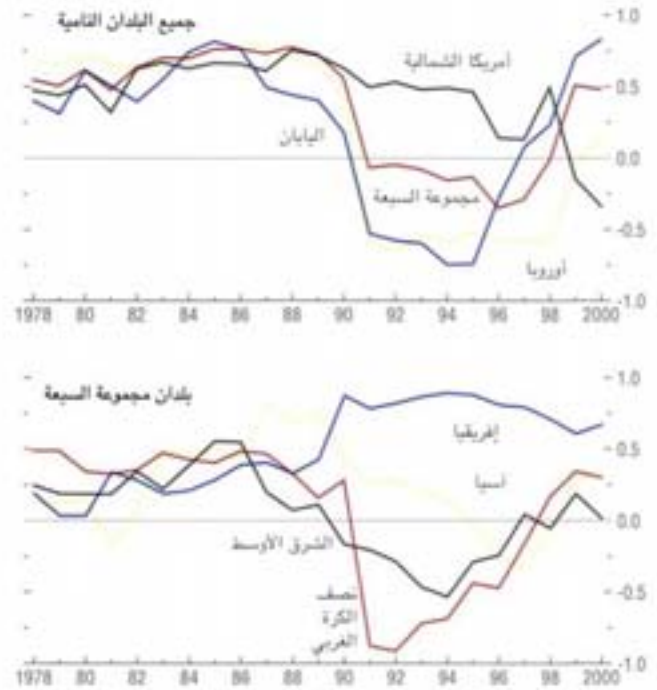 جميع البلدان النامية
1.0
أمريكا الشمالية
0.5
اليابان
0.0
مجموعة السبعة
-0.5
أوروبا
-1.0
1978 80 82 84 86 88 90 92 94 96 98 2000
بلدان مجموعة السبعة
1.0
إفريقيا
0.5
آسيا
0.0
الشرق الأوسط
نصف
-0.5
الكرة
الغربي
-1.0
1978 80 82 84 86 88 90 92 94 96 98 2000